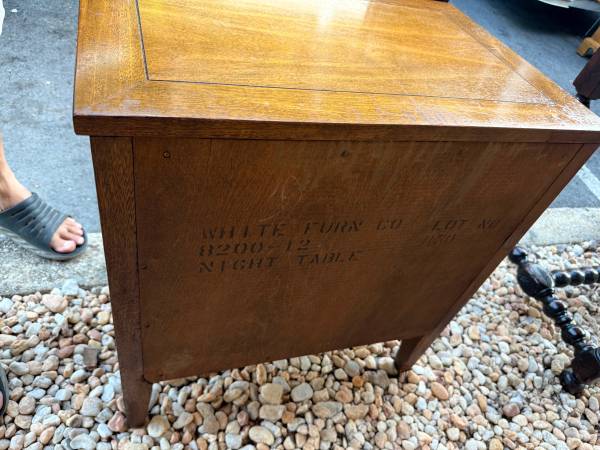 WHITE FURN CO LOT NO
8200-12
NIGHT TABLE